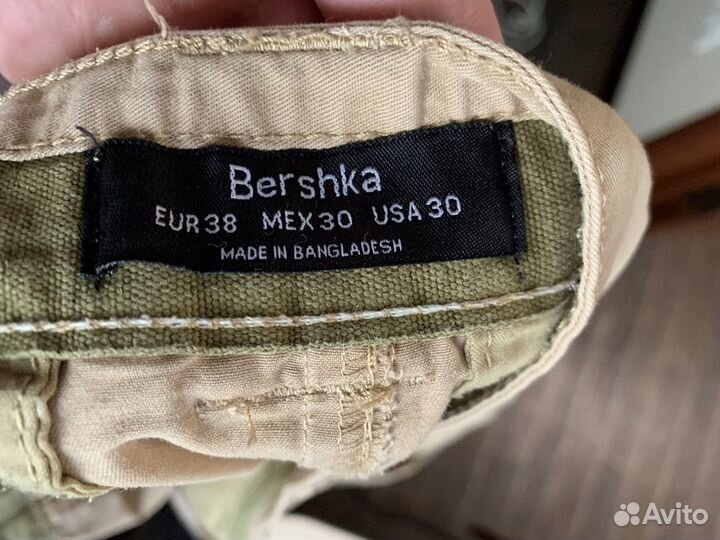 Bershka
EUR 38 MEX 30 USA 30
MADE IN BANGLADESH
Avito